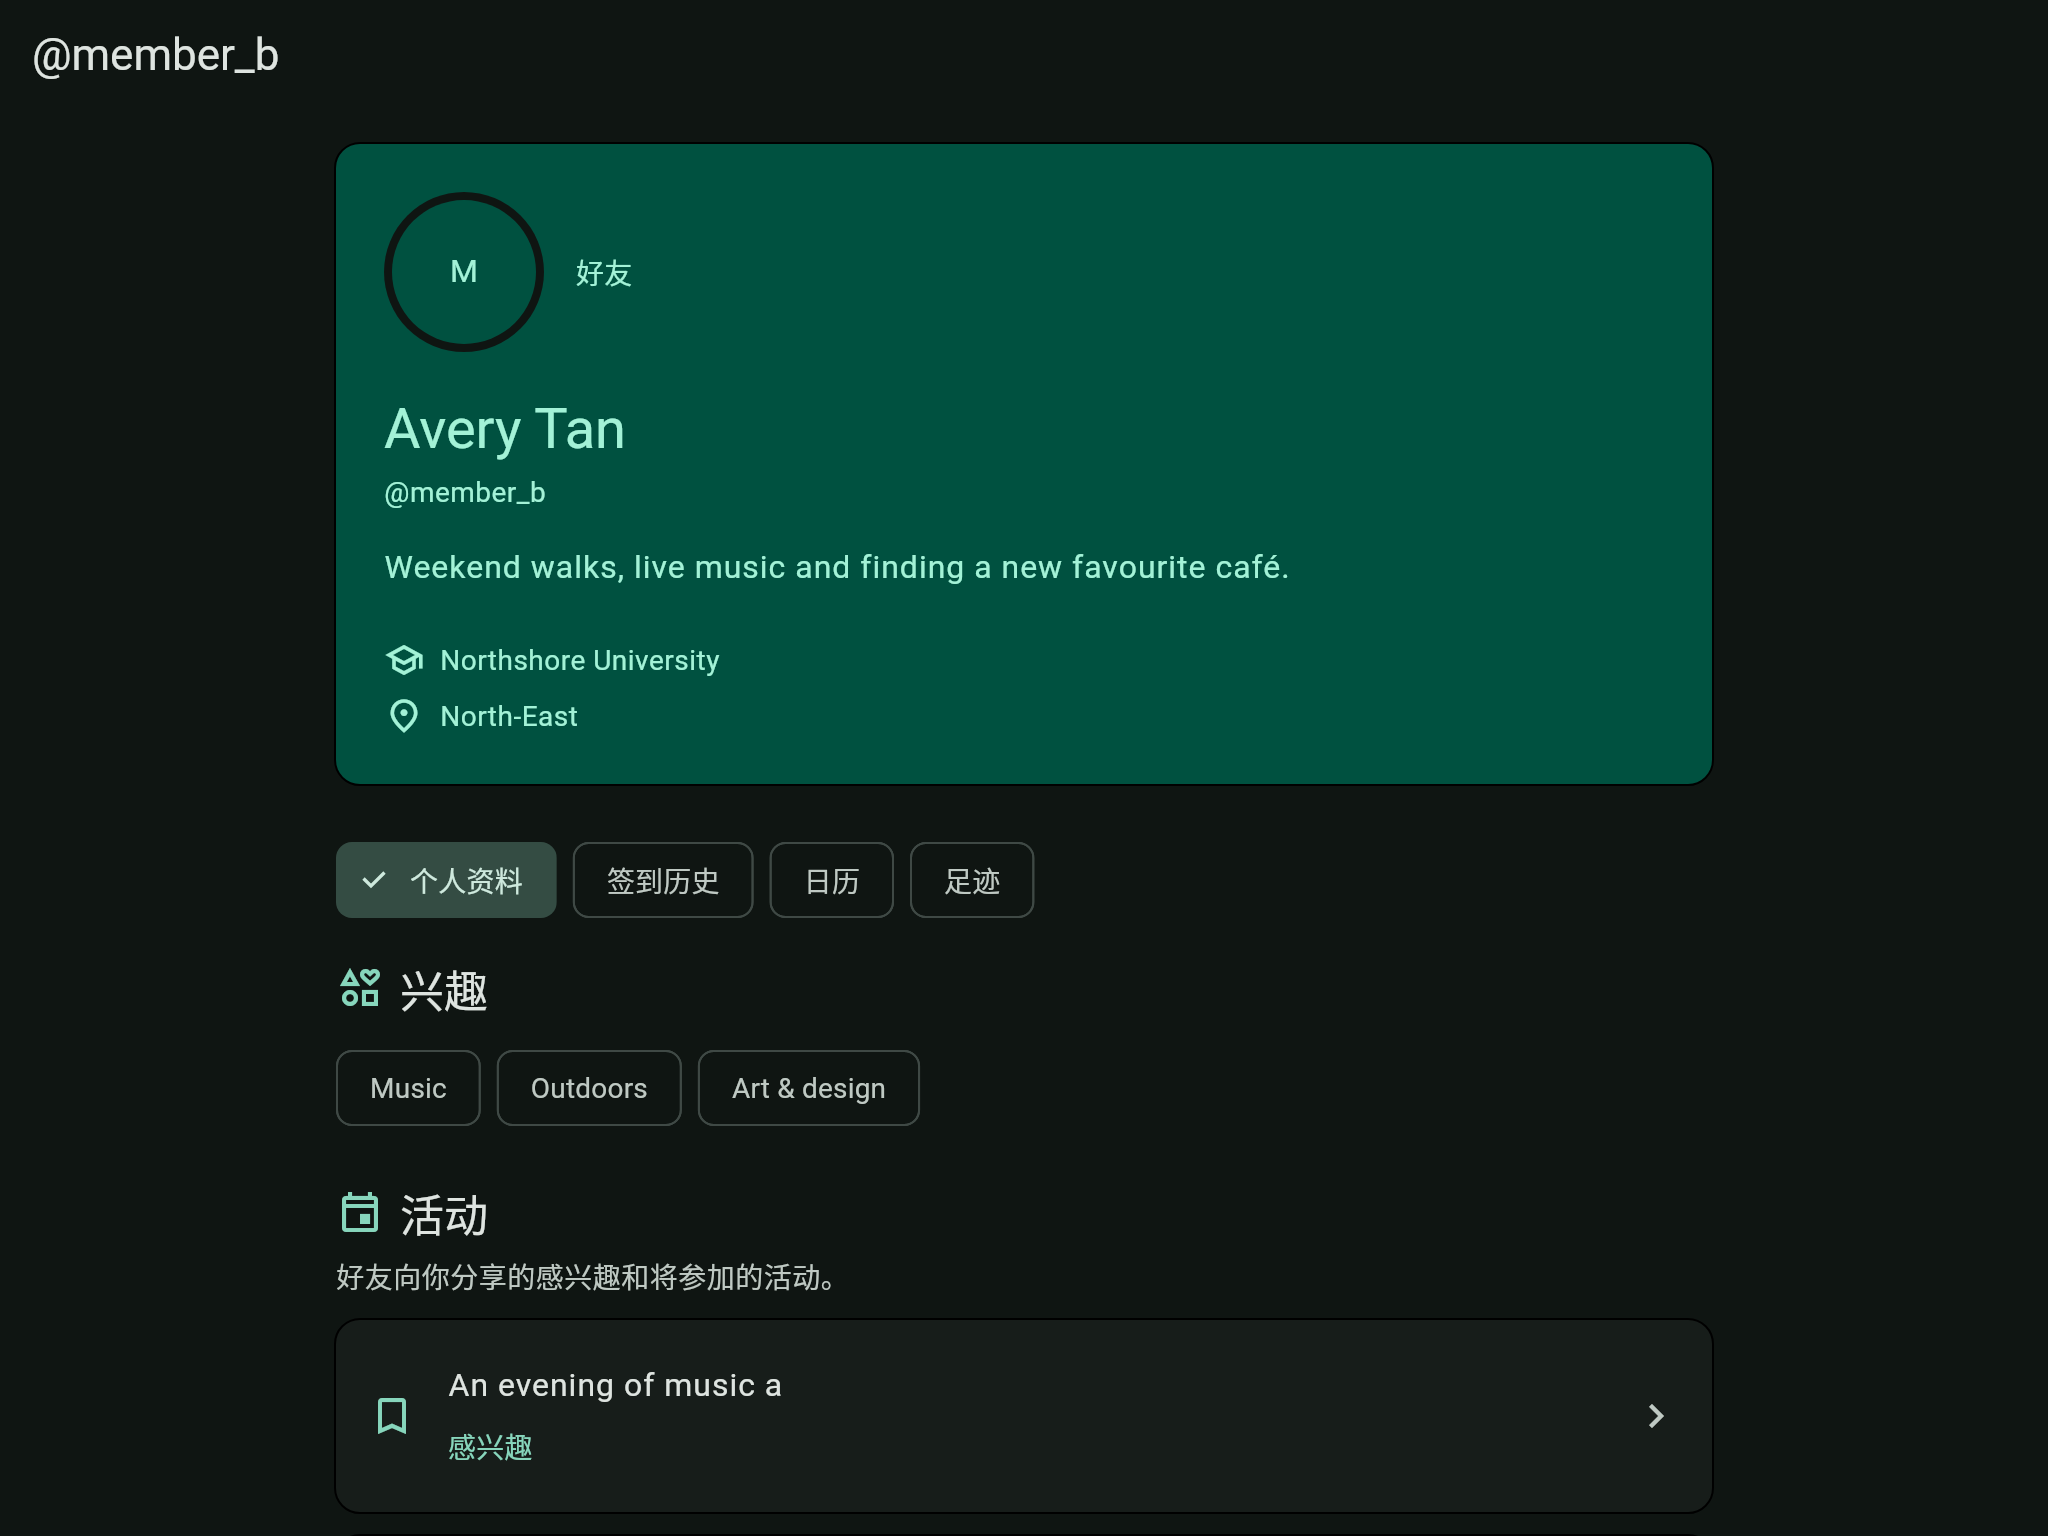 @member_b
M
好友
Avery Tan
@member_b
Weekend walks, live music and finding a new favourite café.
Northshore University
North-East
个人资料
签到历史
日历
足迹
兴趣
Music
Outdoors
Art & design
活动
好友向你分享的感兴趣和将参加的活动。
An evening of music a
感兴趣